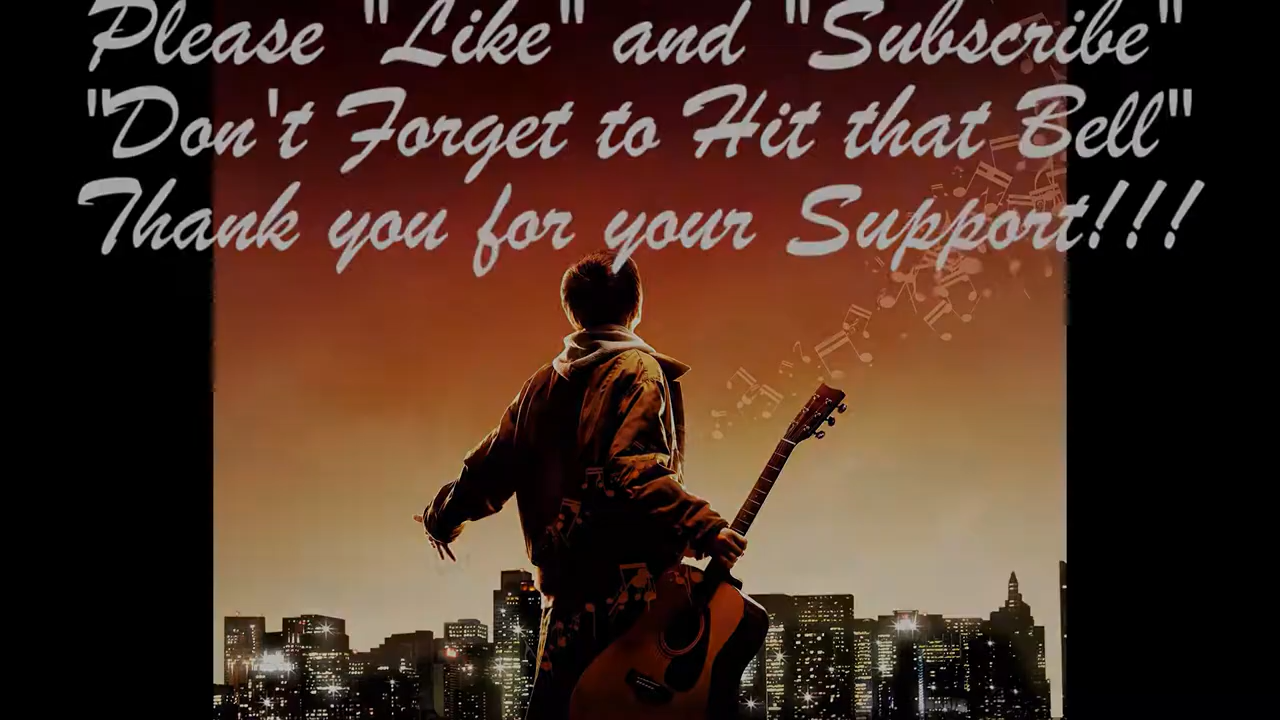 Please "Like" and "Subscribe"
"Don't Forget to Hit that Bell"
Thank you for your Support!!!